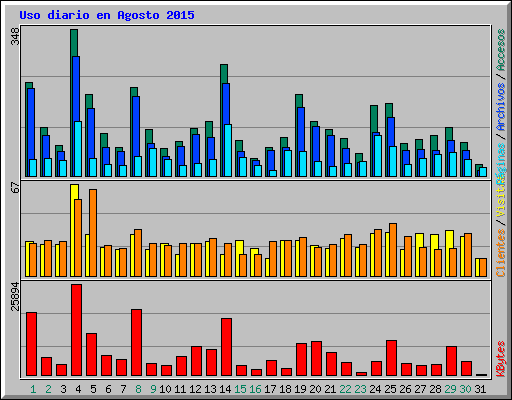 Uso diario en Agosto 2015
348
67
25894
Clientes / Visitas
Páginas / Archivos / Accesos
KBytes
1 2 3 4 5 6 7 8 9 10 11 12 13 14 15 16 17 18 19 20 21 22 23 24 25 26 27 28 29 30 31